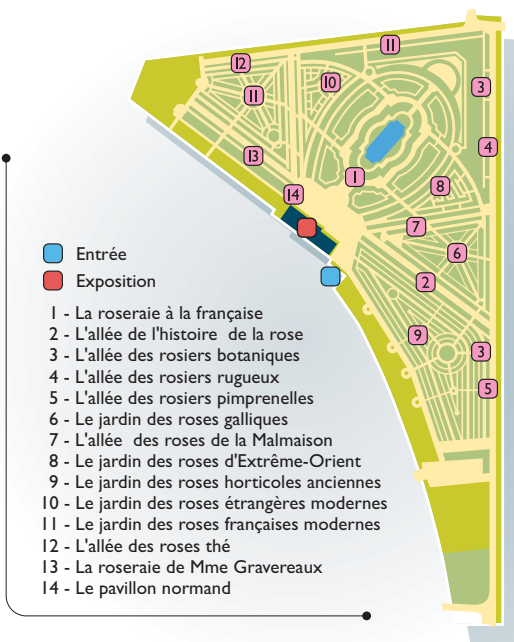 11
12
3
10
11
4
13
1
8
14
7
6
2
9
3
5
Entrée
Exposition
1 - La roseraie à la française
2 - L'allée de l'histoire de la rose
3 - L'allée des rosiers botaniques
4 - L'allée des rosiers rugueux
5 - L'allée des rosiers pimprenelles
6 - Le jardin des roses galliques
7 - L'allée des roses de la Malmaison
8 - Le jardin des roses d'Extrême-Orient
9 - Le jardin des roses horticoles anciennes
10 - Le jardin des roses étrangères modernes
11 - Le jardin des roses françaises modernes
12 - L'allée des roses thé
13 - La roseraie de Mme Gravereaux
14 - Le pavillon normand